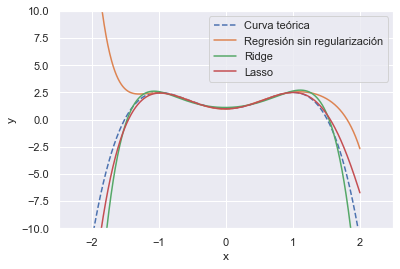 10.0
7.5
5.0
2.5
0.0
−2.5
−5.0
−7.5
−10.0
y
Curva teórica
Regresión sin regularización
Ridge
Lasso
−2 −1 0 1 2
x